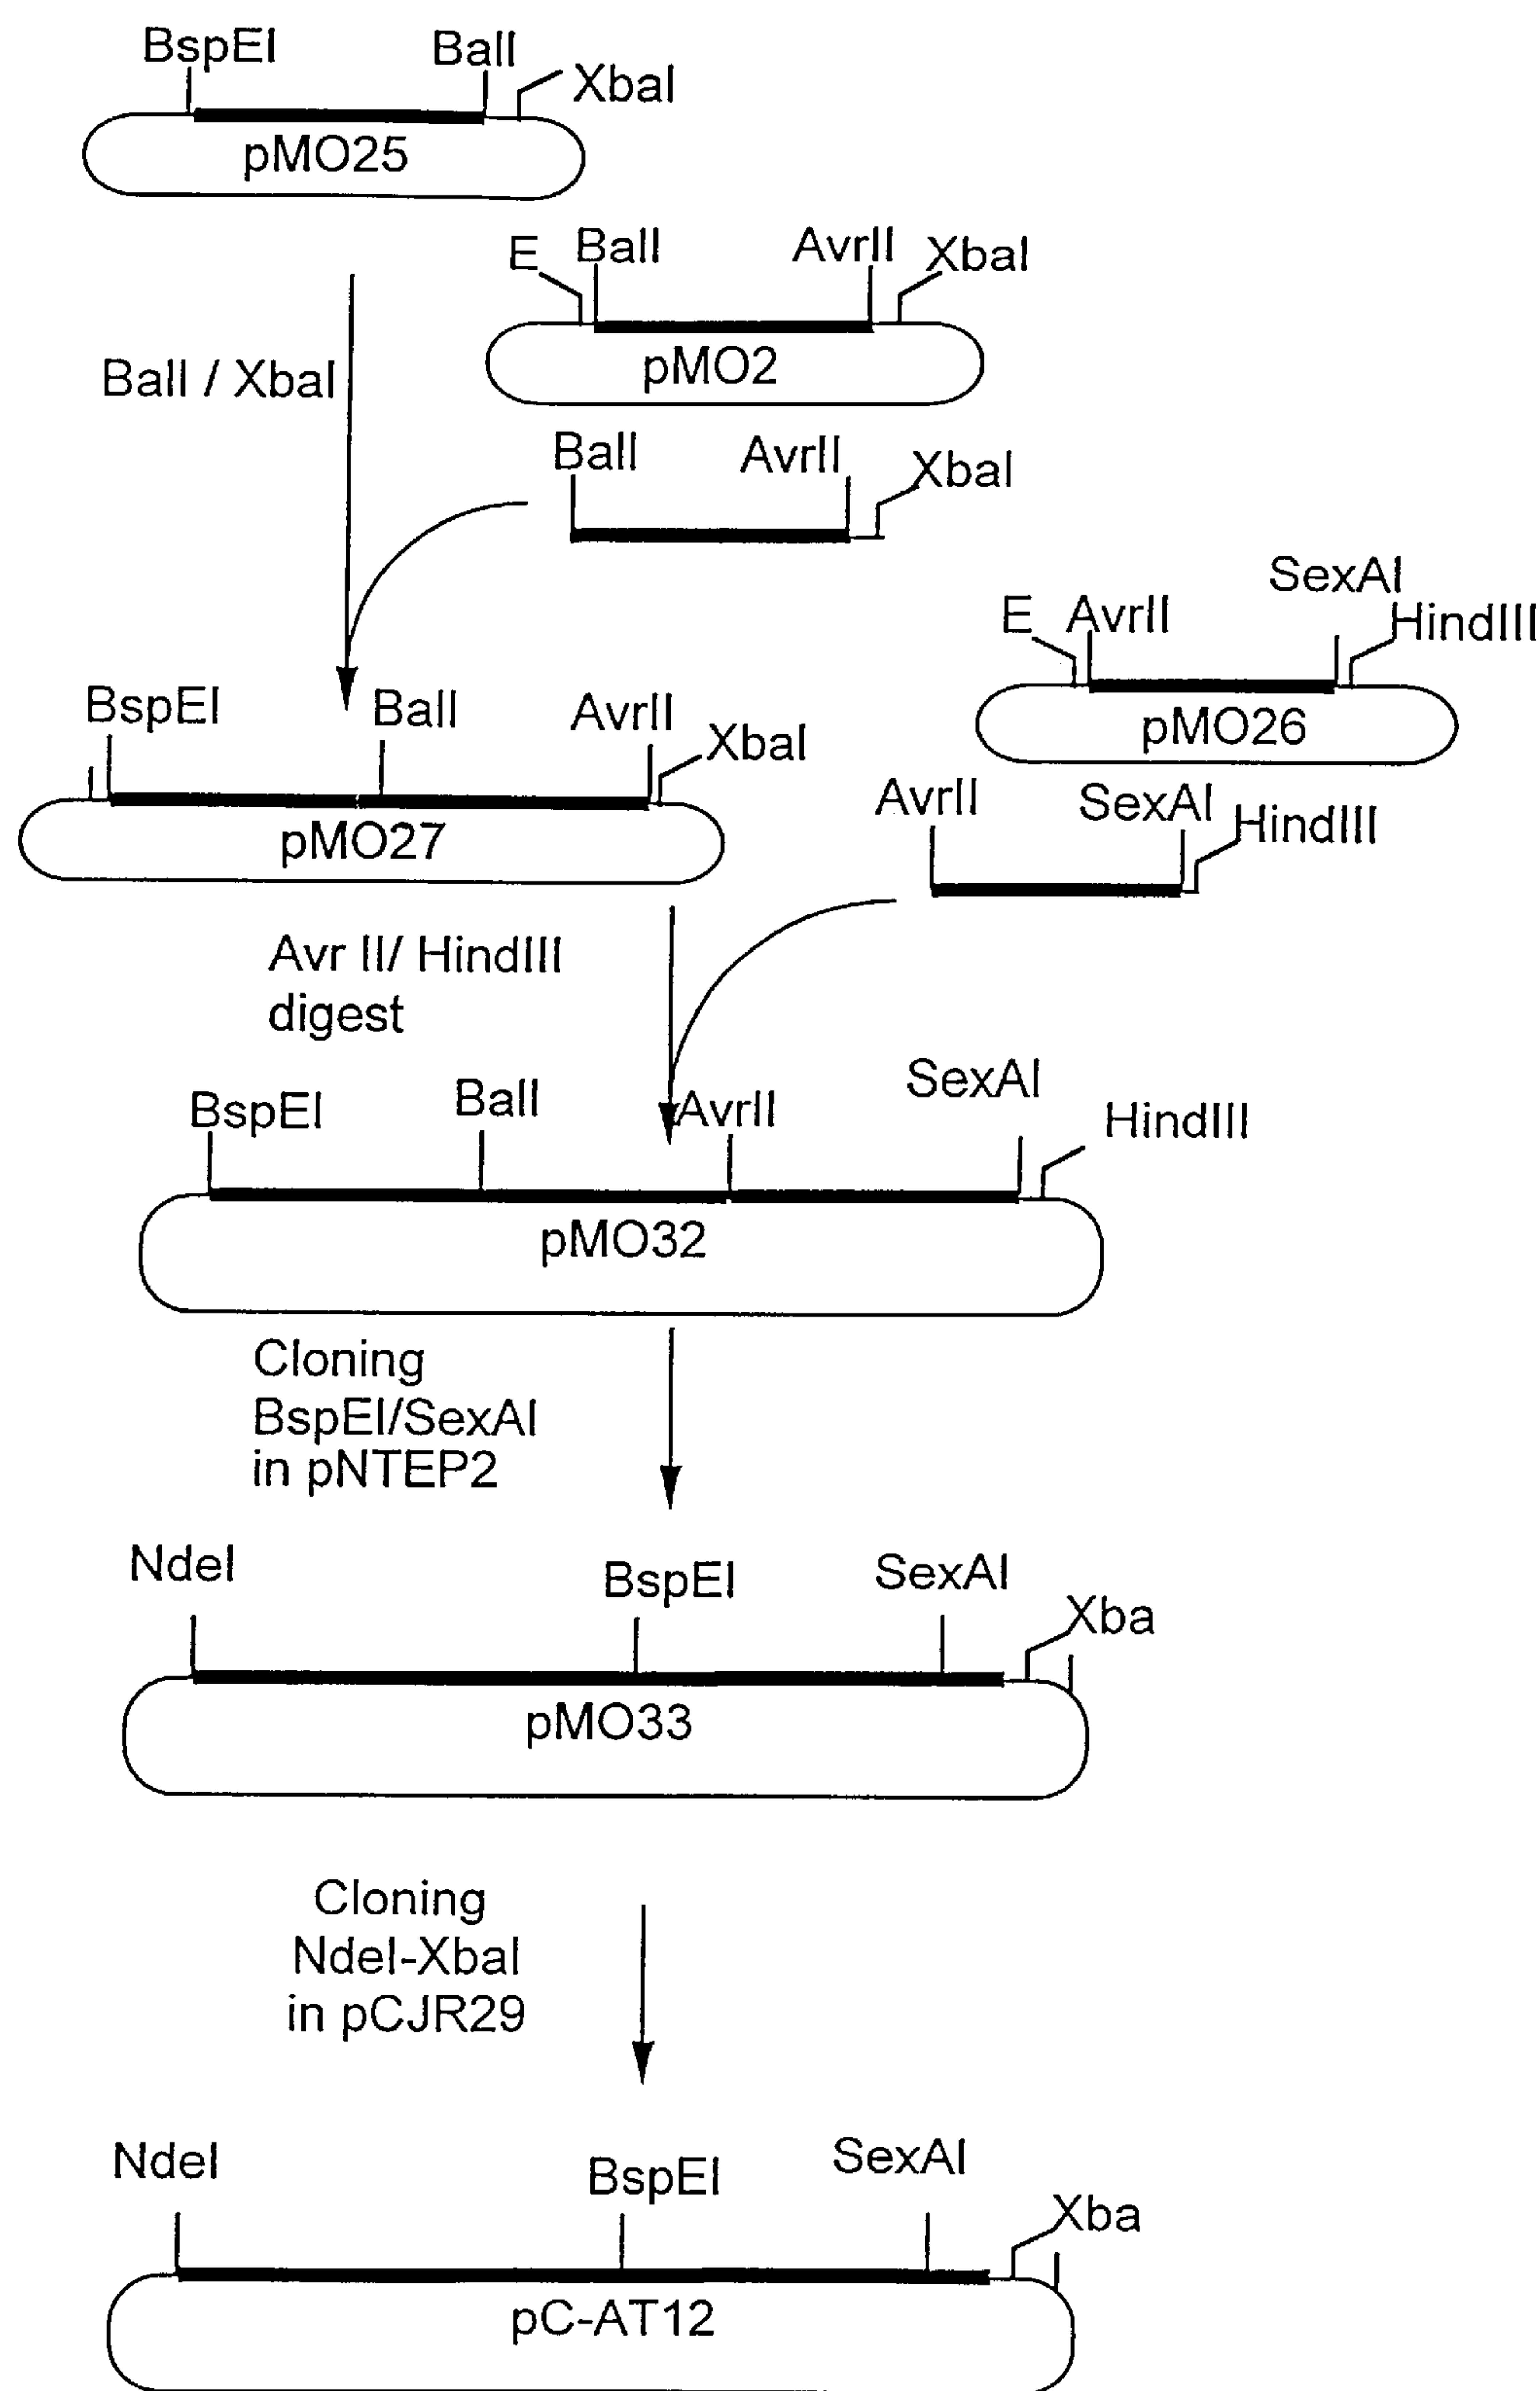 BspEI BalI XbaI
pMO25
E BalI AvrII XbaI
pMO2
BalI / XbaI
BalI AvrII XbaI
SexAI
E AvrII HindIII
pMO26
BspEI BalI AvrII XbaI
pMO27
AvrII SexAI HindIII
Avr II/ HindIII
digest
BspEI BalI AvrII SexAI HindIII
pMO32
Cloning
BspEI/SexAI
in pNTEP2
NdeI BspEI SexAI Xba
pMO33
Cloning
NdeI-XbaI
in pCJR29
NdeI BspEI SexAI Xba
pC-AT12